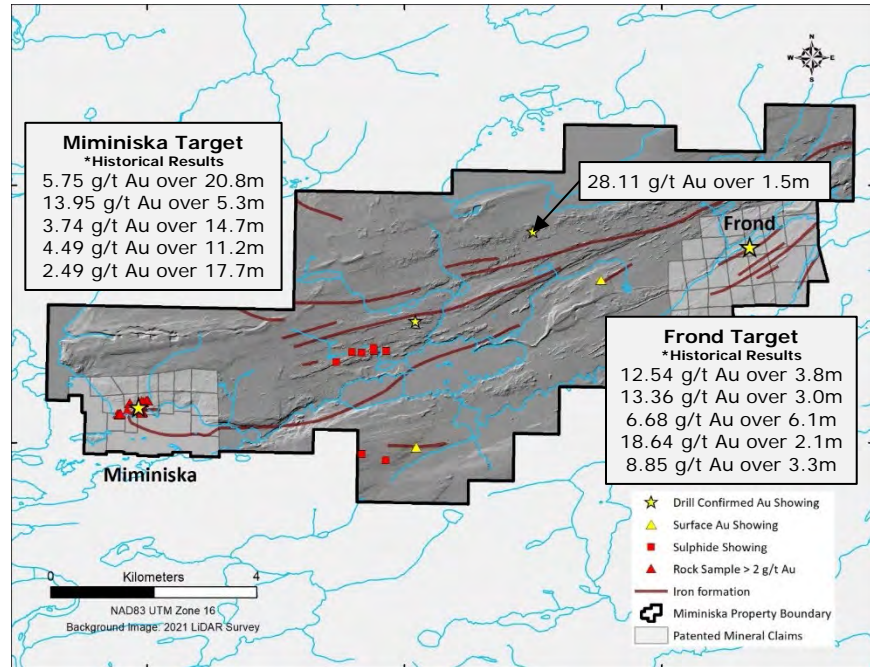 N
W E
S
Miminiska Target
*Historical Results
5.75 g/t Au over 20.8m
13.95 g/t Au over 5.3m
3.74 g/t Au over 14.7m
4.49 g/t Au over 11.2m
2.49 g/t Au over 17.7m
28.11 g/t Au over 1.5m
Frond
Frond Target
*Historical Results
12.54 g/t Au over 3.8m
13.36 g/t Au over 3.0m
6.68 g/t Au over 6.1m
18.64 g/t Au over 2.1m
8.85 g/t Au over 3.3m
Miminiska
Drill Confirmed Au Showing
Surface Au Showing
Sulphide Showing
Rock Sample > 2 g/t Au
Iron formation
Miminiska Property Boundary
Patented Mineral Claims
0 Kilometers 4
NAD83 UTM Zone 16
Background Image: 2021 LiDAR Survey